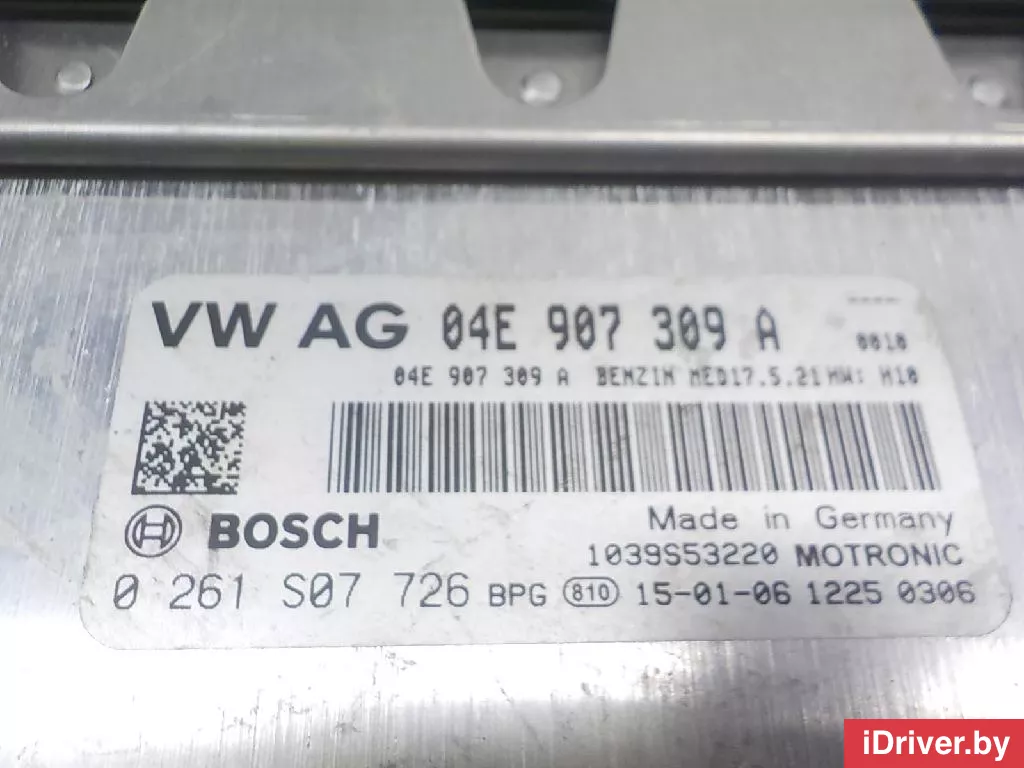 VW AG 04E 907 309 A ----
0010
04E 907 309 A BENZIN MED17.5.21 HW: H10
BOSCH
Made in Germany
1039S53220 MOTRONIC
0 261 S07 726 BPG 810 15-01-06 1225 0306
iDriver.by